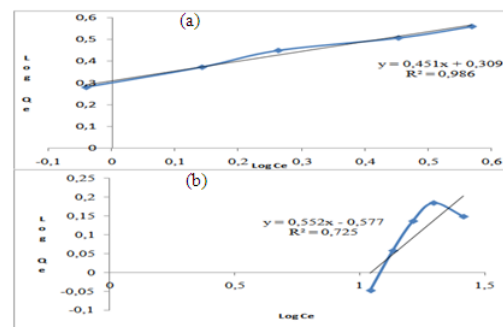 (a)
0,6
0,5
0,4
0,3
0,2
0,1
0
Log Qe
y = 0,451x + 0,309
R² = 0,986
-0,1 0 0,1 0,2 0,3 0,4 0,5 0,6
Log Ce
(b)
0,25
0,2
0,15
0,1
0,05
0
-0,05
-0,1
Log Qe
y = 0,552x - 0,577
R² = 0,725
0,5 1 1,5
Log Ce